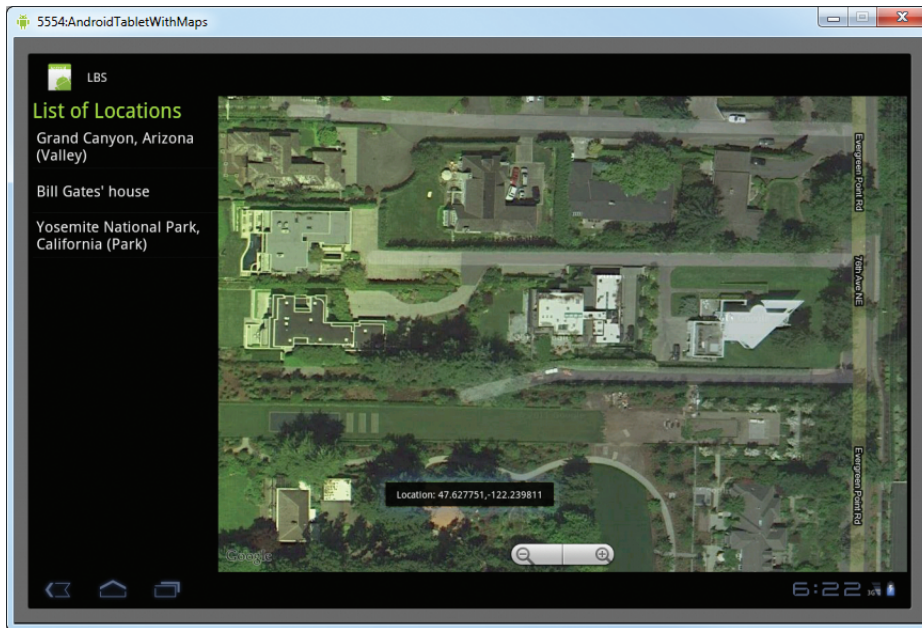 5554:AndroidTabletWithMaps
LBS
List of Locations
Grand Canyon, Arizona
(Valley)
Bill Gates' house
Yosemite National Park,
California (Park)
Evergreen Point Rd
76th Ave NE
Evergreen Point Rd
Location: 47.627751,-122.239811
Google
6:22
3G